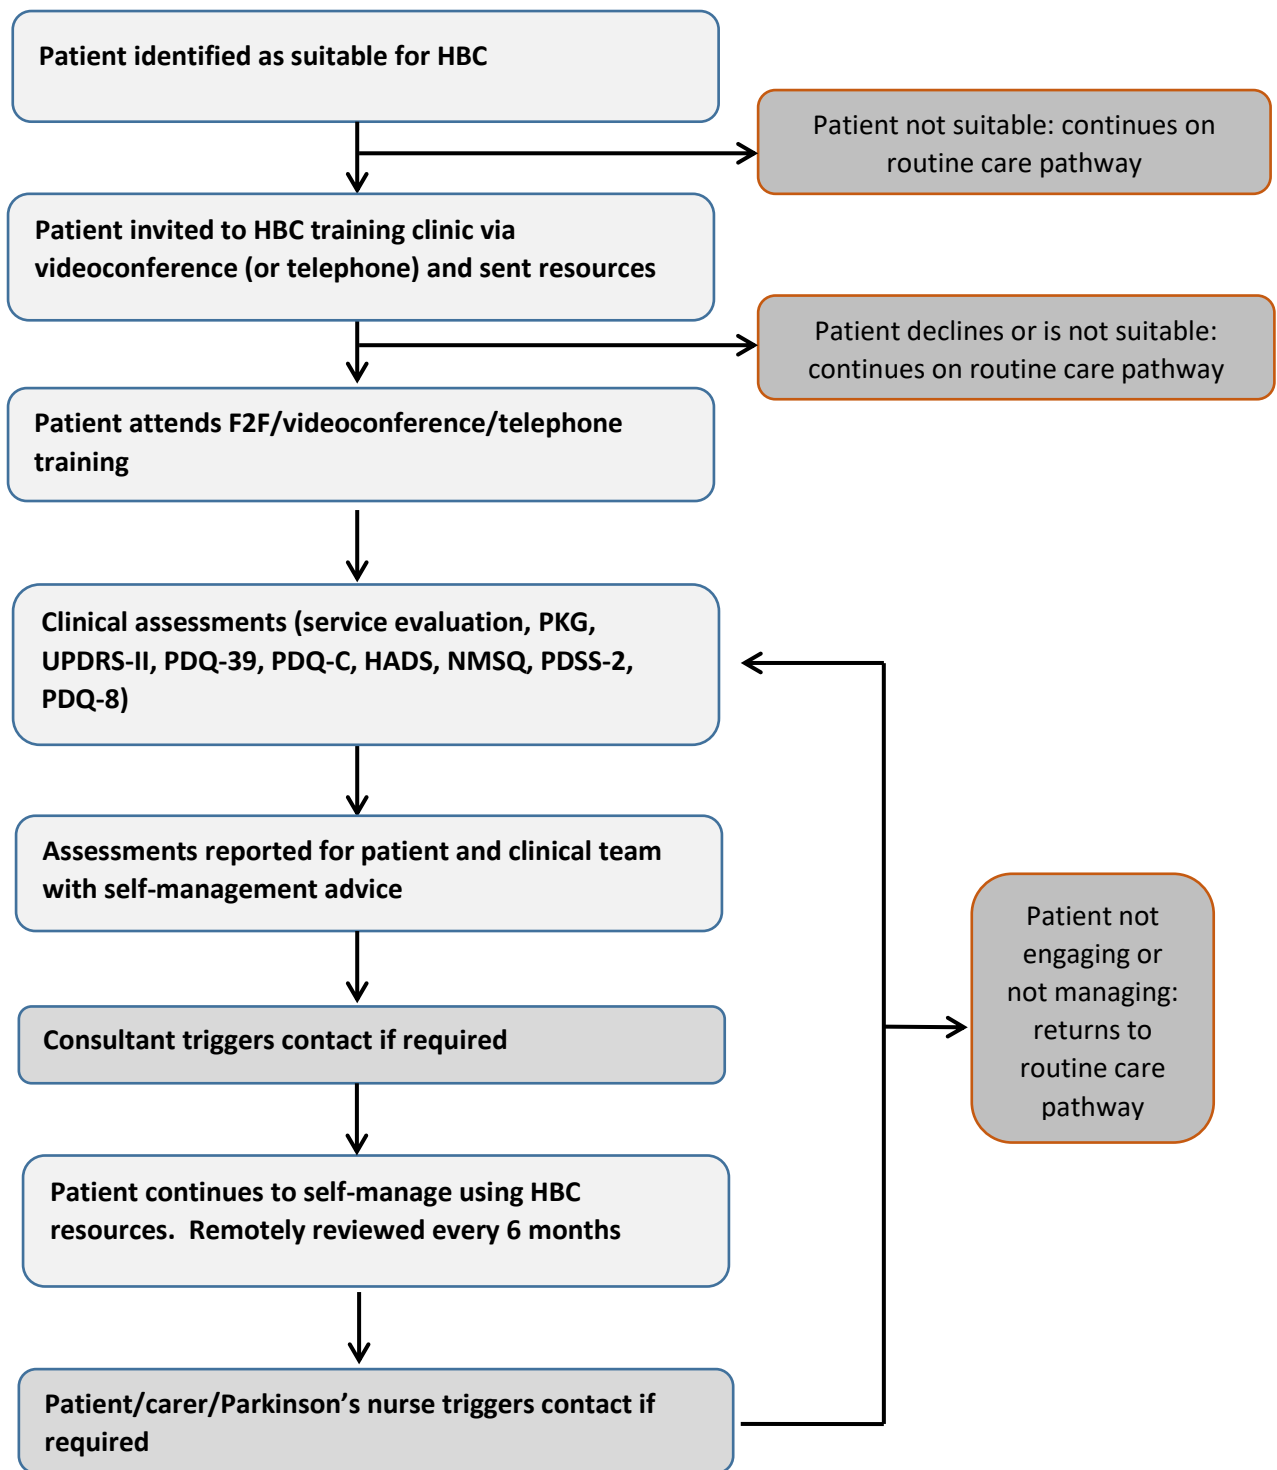 Patient identified as suitable for HBC
Patient not suitable: continues on
routine care pathway
Patient invited to HBC training clinic via
videoconference (or telephone) and sent resources
Patient declines or is not suitable:
continues on routine care pathway
Patient attends F2F/videoconference/telephone
training
Clinical assessments (service evaluation, PKG,
UPDRS-II, PDQ-39, PDQ-C, HADS, NMSQ, PDSS-2,
PDQ-8)
Assessments reported for patient and clinical team
with self-management advice
Patient not
engaging or
not managing:
returns to
routine care
pathway
Consultant triggers contact if required
Patient continues to self-manage using HBC
resources.  Remotely reviewed every 6 months
Patient/carer/Parkinson’s nurse triggers contact if
required